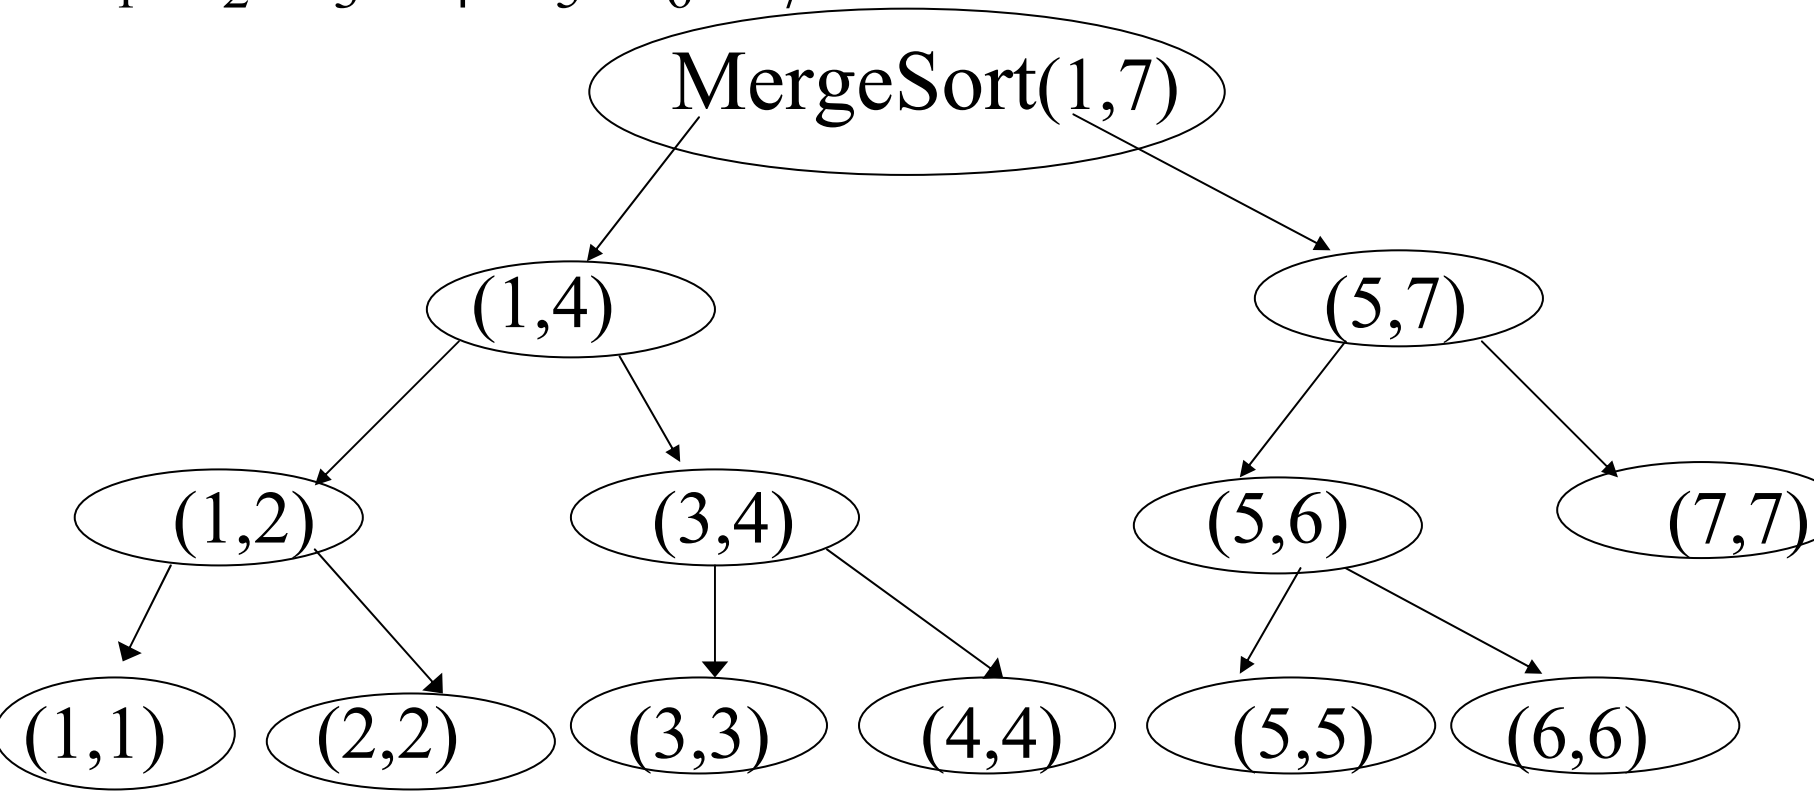 MergeSort(1,7)
(1,4) (5,7)
(1,2) (3,4) (5,6) (7,7)
(1,1) (2,2) (3,3) (4,4) (5,5) (6,6)